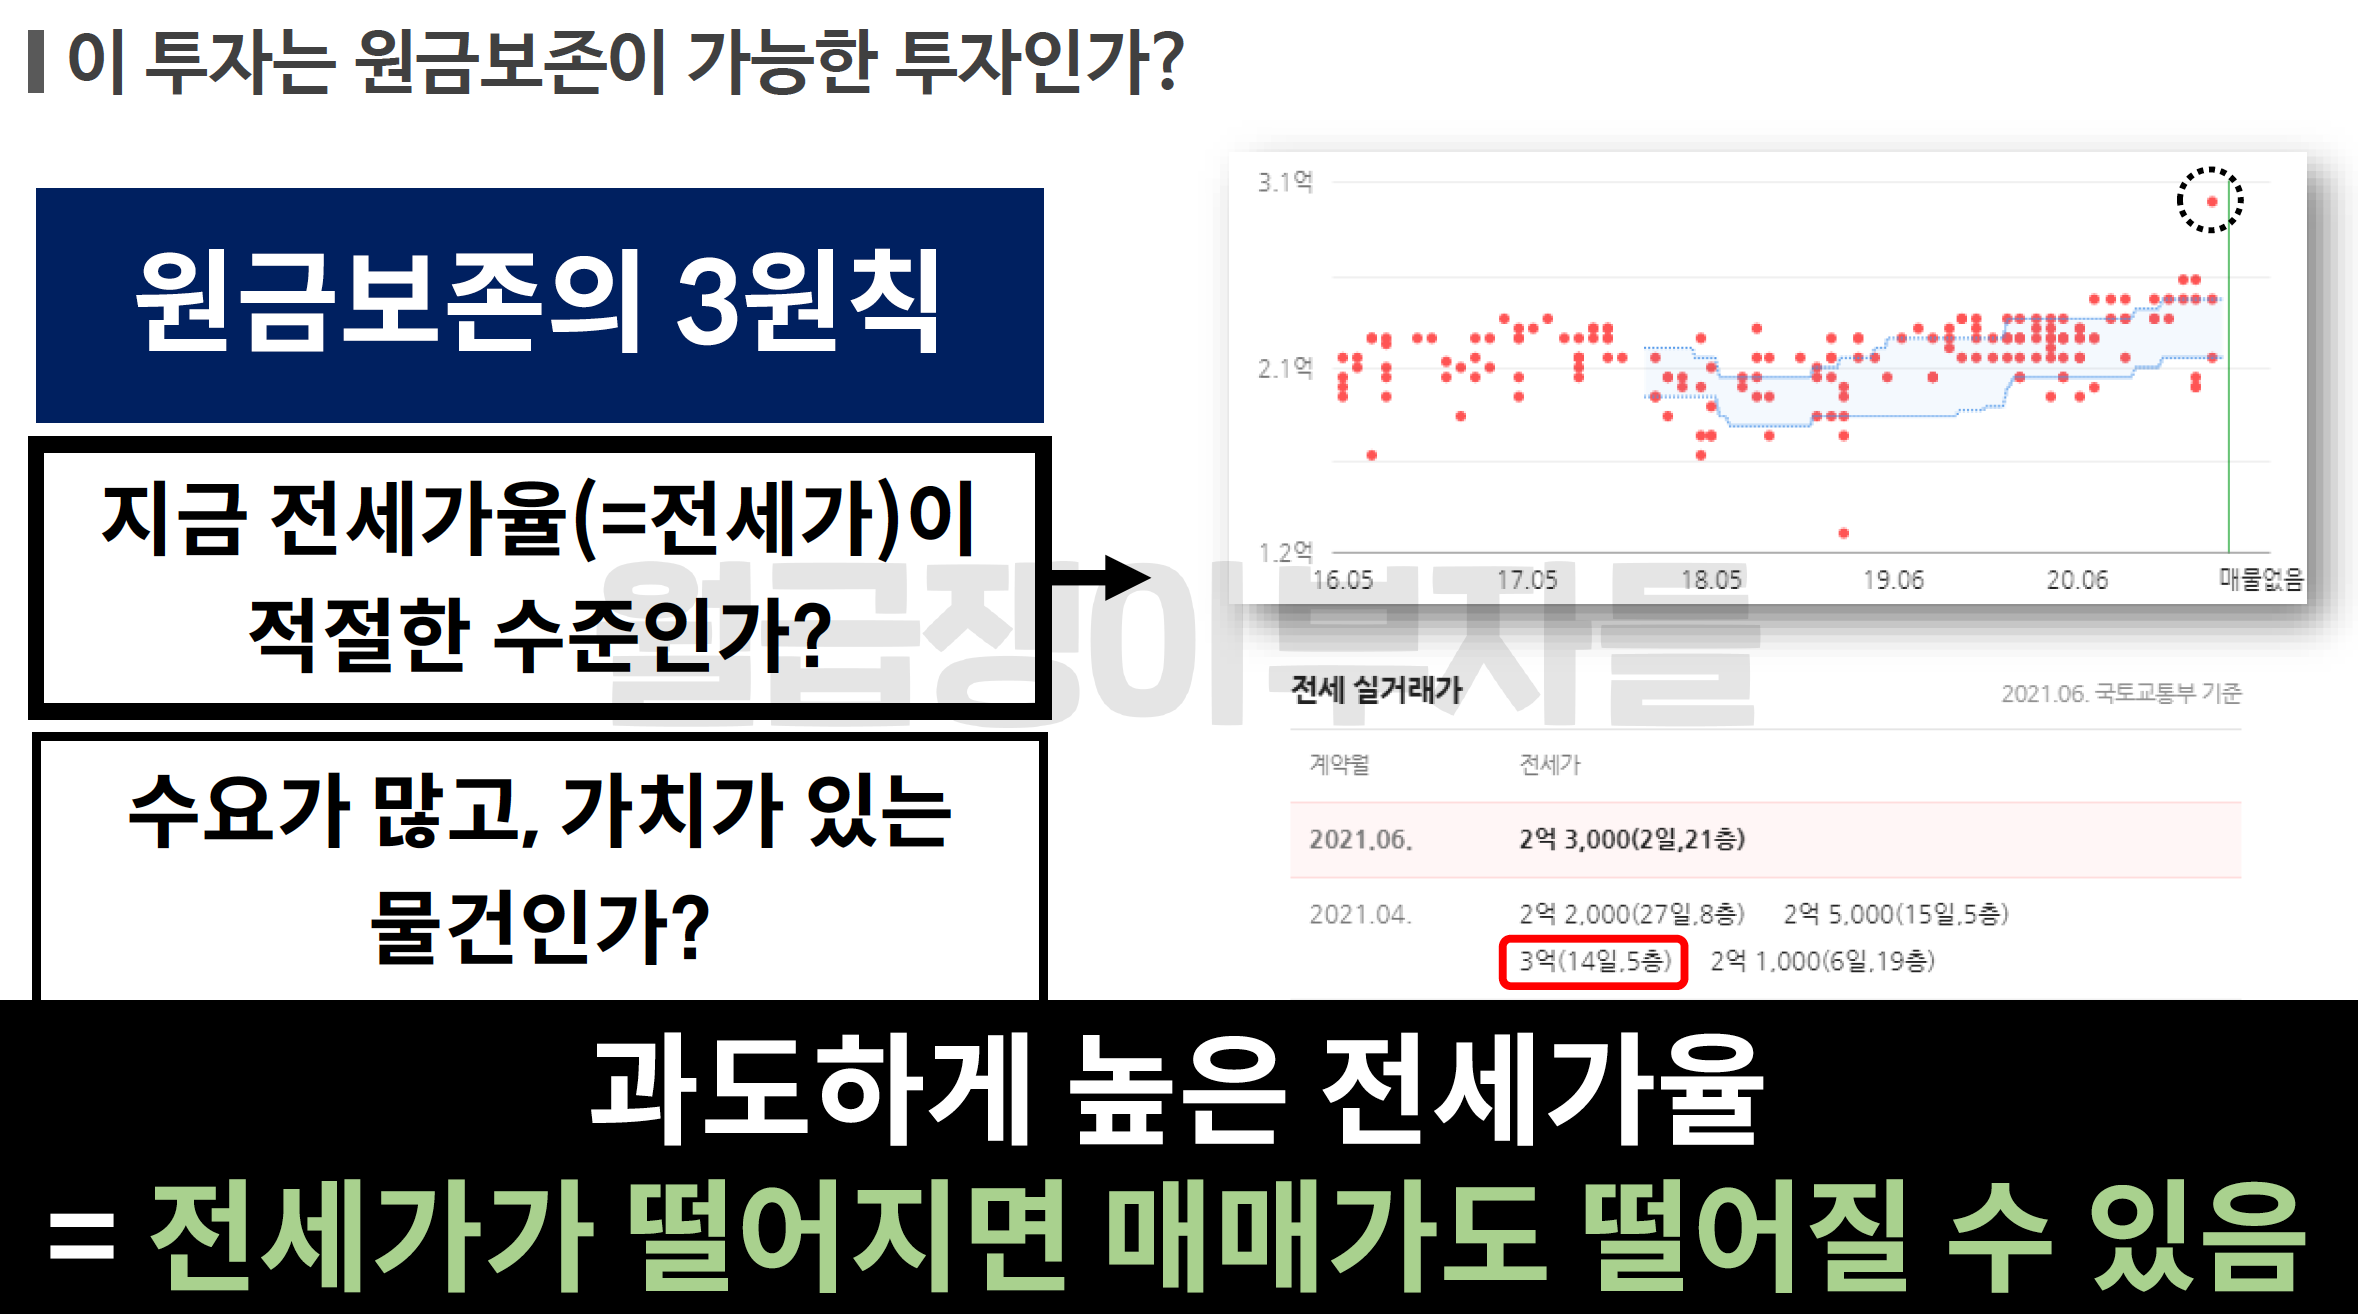 이 투자는 원금보존이 가능한 투자인가?
원금보존의 3원칙
지금 전세가율(=전세가)이
적절한 수준인가?
수요가 많고, 가치가 있는
물건인가?
3.1억
2.1억
1.2억
16.05 17.05 18.05 19.06 20.06 매물없음
월급쟁이부자들
전세 실거래가 2021.06. 국토교통부 기준
계약월 전세가
2021.06. 2억 3,000(2일,21층)
2021.04. 2억 2,000(27일,8층) 2억 5,000(15일,5층)
3억(14일,5층) 2억 1,000(6일,19층)
과도하게 높은 전세가율
= 전세가가 떨어지면 매매가도 떨어질 수 있음